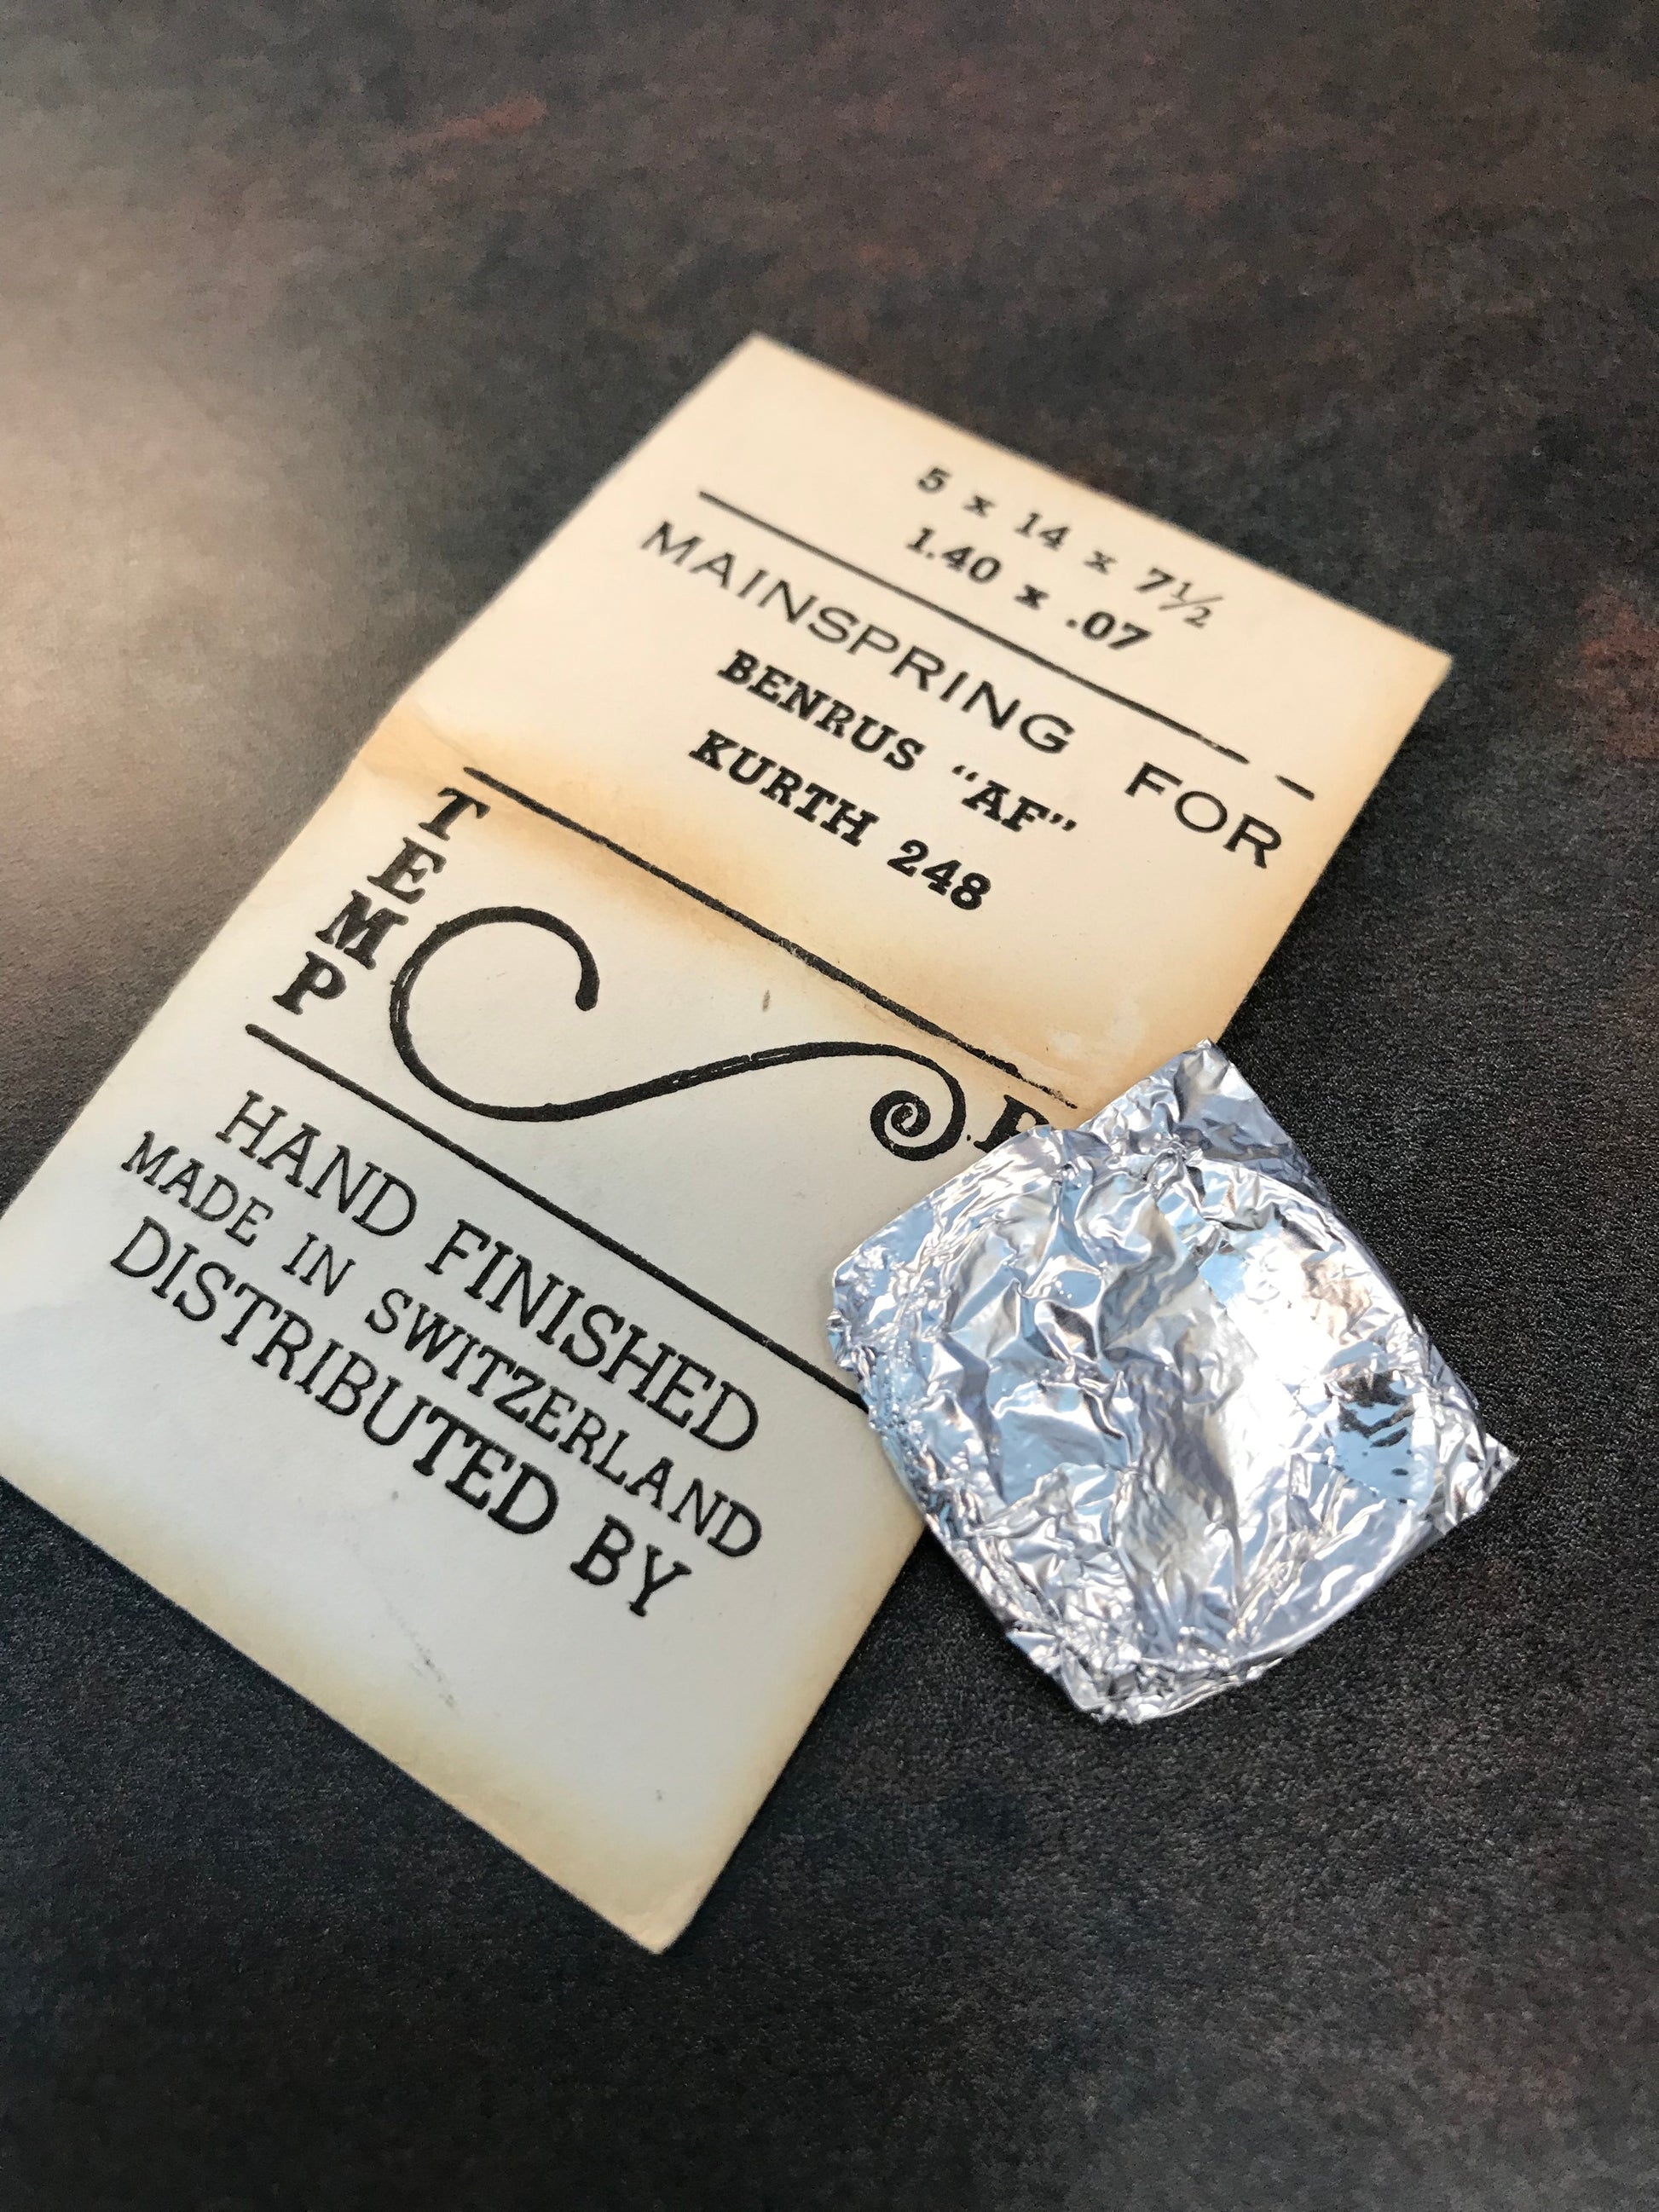 5 x 14 x 7½
1.40 x .07
MAINSPRING FOR
BENRUS “AF”
KURTH 248
TEMP
HAND FINISHED
MADE IN SWITZERLAND
DISTRIBUTED BY